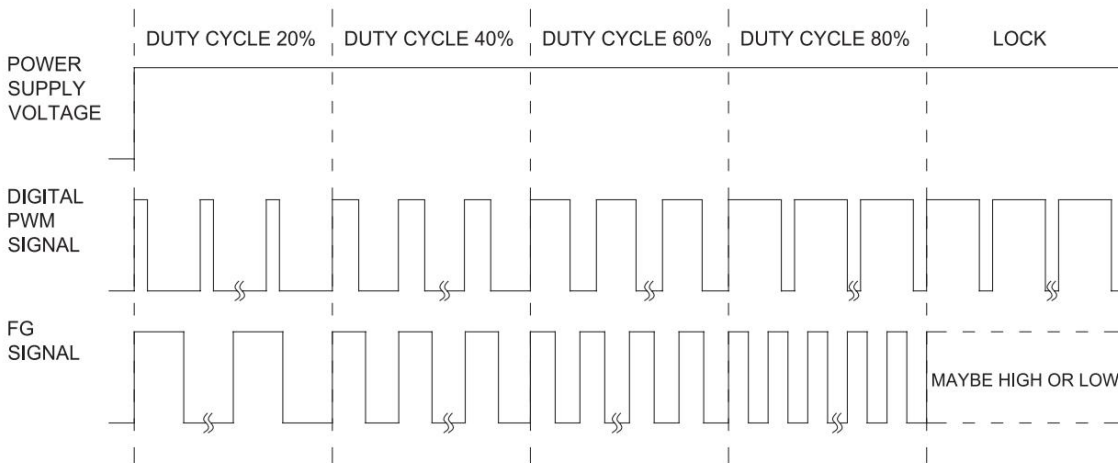 DUTY CYCLE 20%
DUTY CYCLE 40%
DUTY CYCLE 60%
DUTY CYCLE 80%
LOCK
POWER
SUPPLY
VOLTAGE
DIGITAL
PWM
SIGNAL
FG
SIGNAL
MAYBE HIGH OR LOW